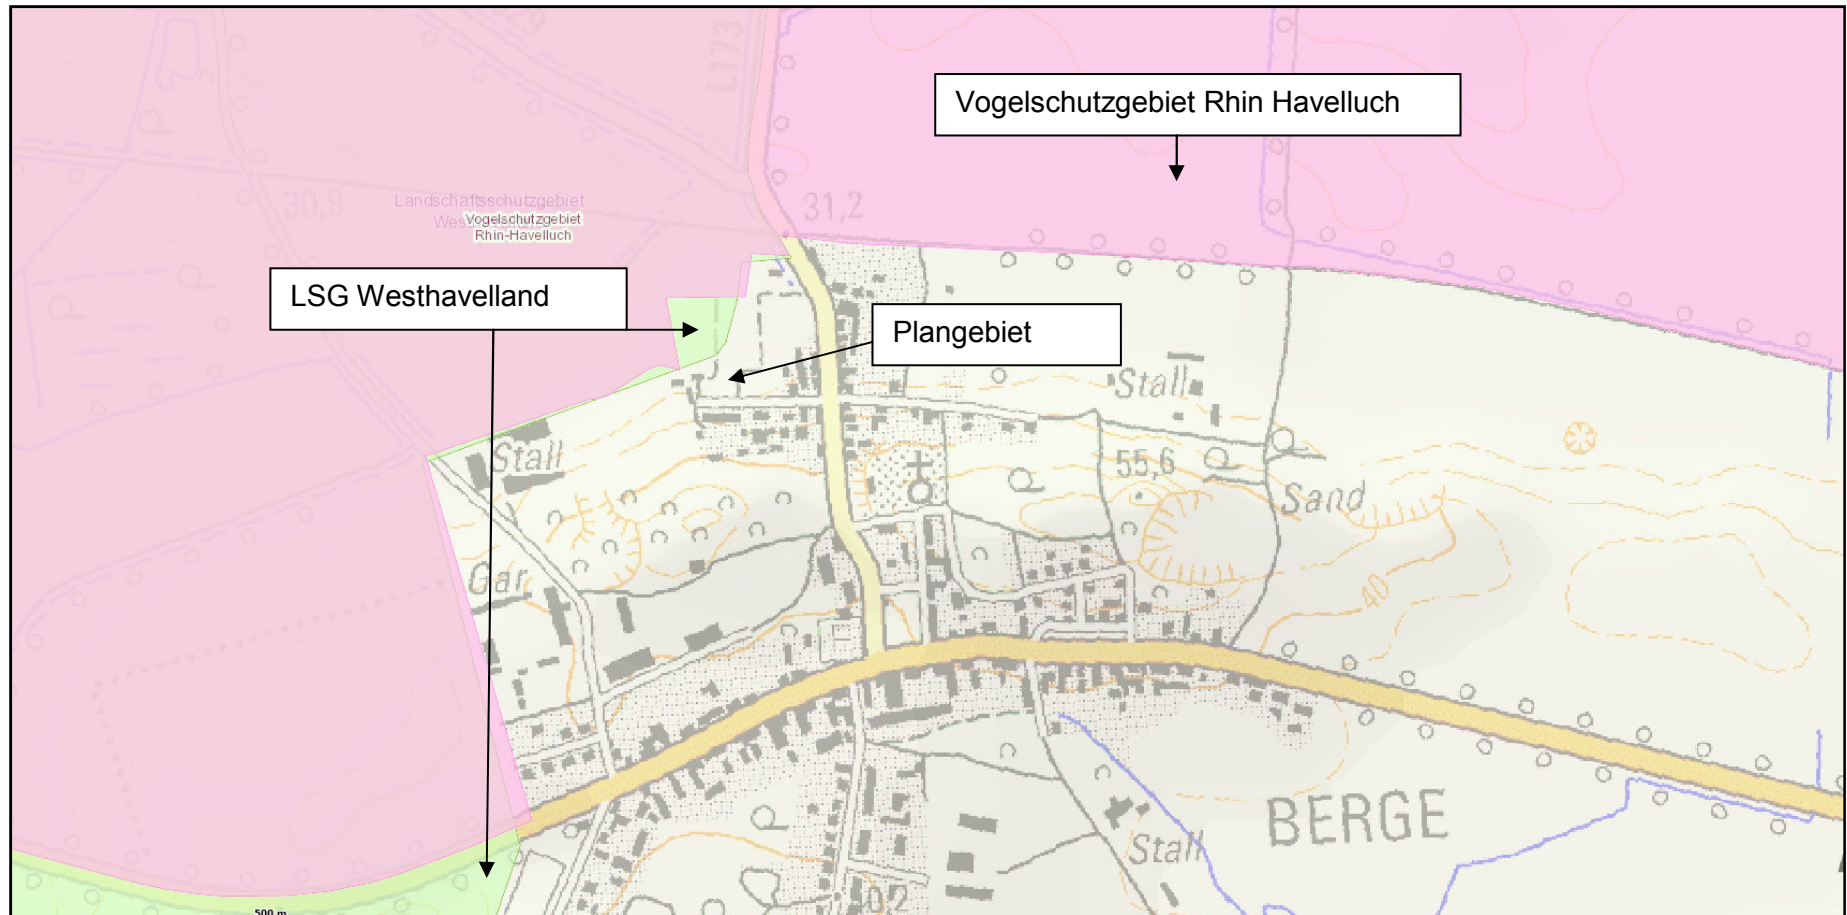 L173
Vogelschutzgebiet Rhin Havelluch
30,9
Landschaftsschutzgebiet
Vogelschutzgebiet
Rhin-Havelluch
31,2
LSG Westhavelland
Plangebiet
Stall
Stall
55,6
Sand
Gar
40
BERGE
Stall
500 m